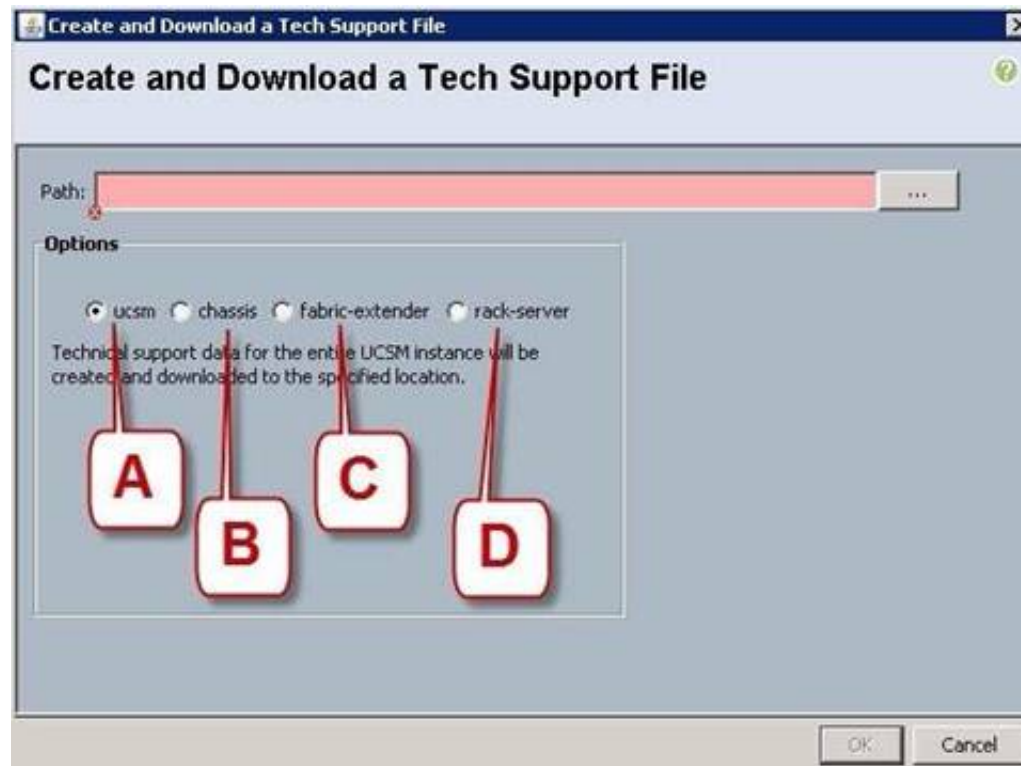 Create and Download a Tech Support File
Create and Download a Tech Support File
Path:
...
Options
ucsm chassis fabric-extender rack-server
Technical support data for the entire UCSM instance will be
created and downloaded to the specified location.
A
C
B
D
OK Cancel